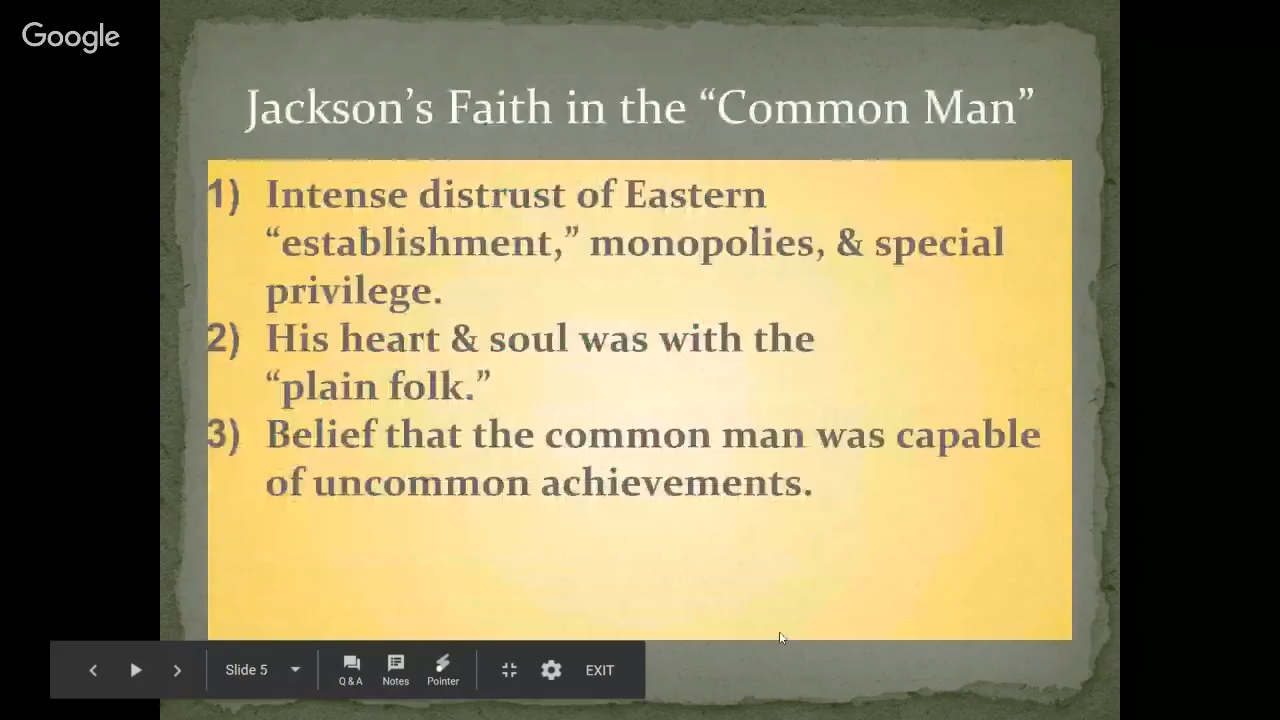 Google
Jackson’s Faith in the “Common Man”
1) Intense distrust of Eastern
“establishment,” monopolies, & special
privilege.
2) His heart & soul was with the
“plain folk.”
3) Belief that the common man was capable
of uncommon achievements.
Slide 5
Q & A
Notes
Pointer
EXIT